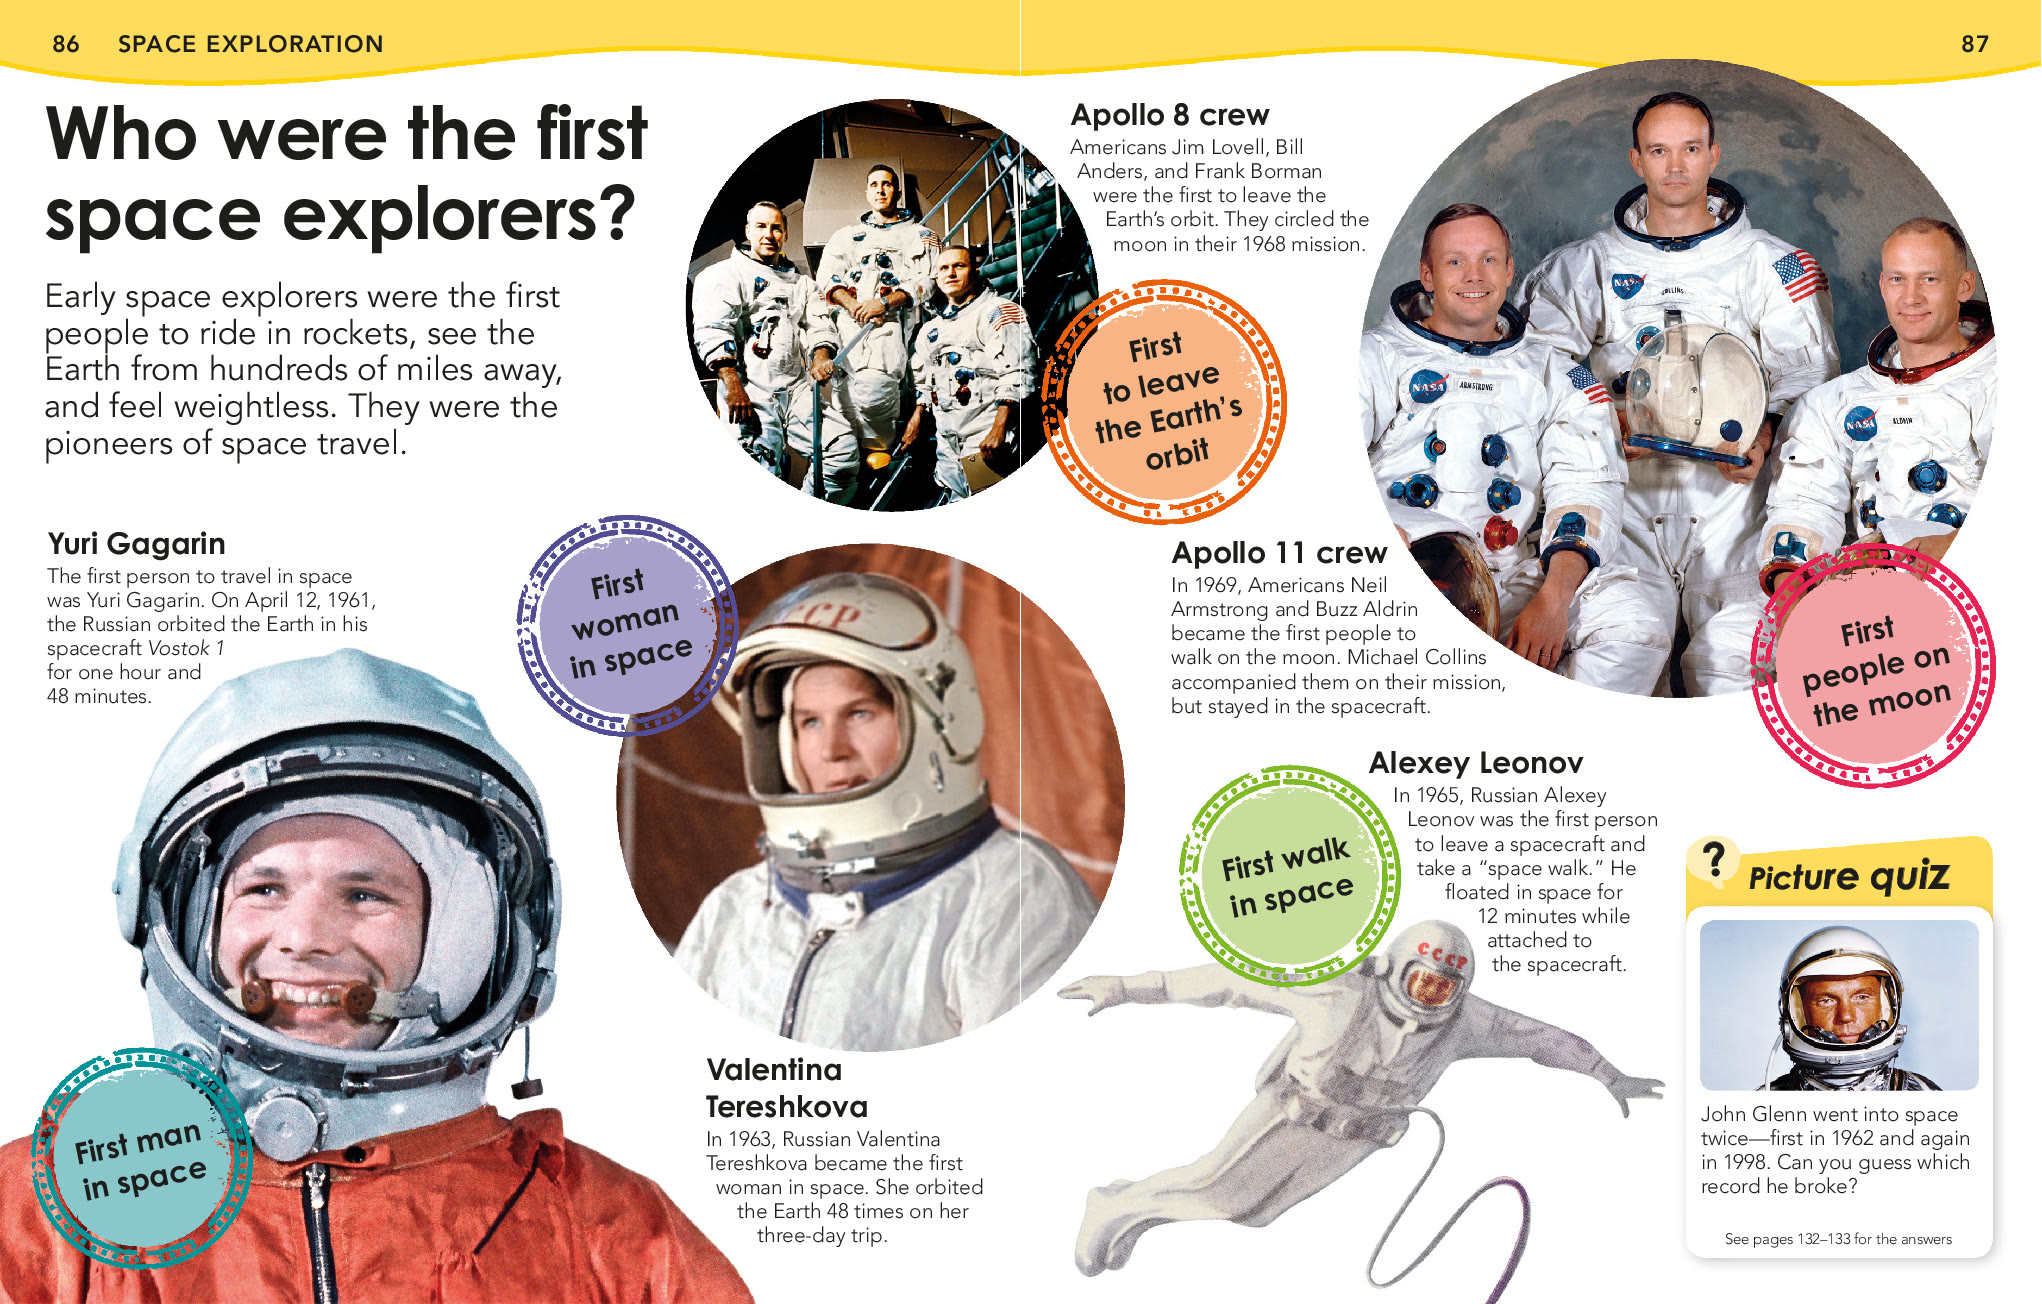 86 SPACE EXPLORATION
87
Who were the first
space explorers?
Early space explorers were the first
people to ride in rockets, see the
Earth from hundreds of miles away,
and feel weightless. They were the
pioneers of space travel.
Yuri Gagarin
The first person to travel in space
was Yuri Gagarin. On April 12, 1961,
the Russian orbited the Earth in his
spacecraft Vostok 1
for one hour and
48 minutes.
First man
in space
First
woman
in space
CCCP
Valentina
Tereshkova
In 1963, Russian Valentina
Tereshkova became the first
woman in space. She orbited
the Earth 48 times on her
three-day trip.
Apollo 8 crew
Americans Jim Lovell, Bill
Anders, and Frank Borman
were the first to leave the
Earth's orbit. They circled the
moon in their 1968 mission.
First
to leave
the Earth's
orbit
NASA
COLLINS
NASA
ARMSTRONG
NASA
ALDRIN
Apollo 11 crew
In 1969, Americans Neil
Armstrong and Buzz Aldrin
became the first people to
walk on the moon. Michael Collins
accompanied them on their mission,
but stayed in the spacecraft.
First
people on
the moon
Alexey Leonov
In 1965, Russian Alexey
Leonov was the first person
to leave a spacecraft and
take a “space walk.” He
floated in space for
12 minutes while
attached to
the spacecraft.
First walk
in space
CCCP
? Picture quiz
John Glenn went into space
twice—first in 1962 and again
in 1998. Can you guess which
record he broke?
See pages 132–133 for the answers